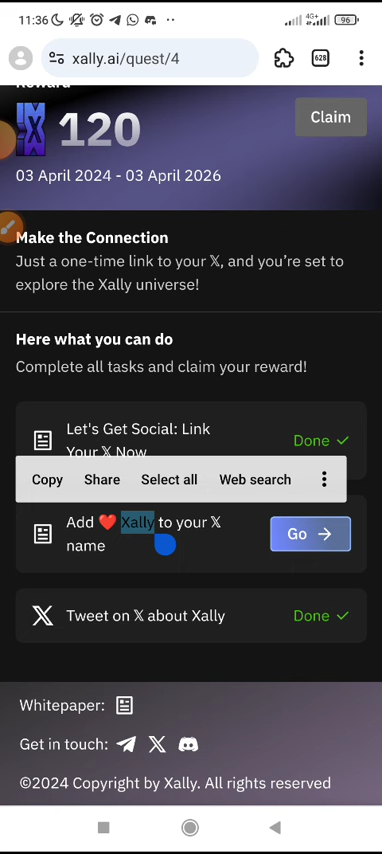 11:36
4G+
96
xally.ai/quest/4
628
Reward
120
Claim
03 April 2024 - 03 April 2026
Make the Connection
Just a one-time link to your 𝕏, and you're set to
explore the Xally universe!
Here what you can do
Complete all tasks and claim your reward!
Let's Get Social: Link
Your 𝕏 Now
Done ✓
Copy
Share
Select all
Web search
Add ❤️ Xally to your 𝕏
name
Go →
Tweet on 𝕏 about Xally
Done ✓
Whitepaper:
Get in touch:
©2024 Copyright by Xally. All rights reserved